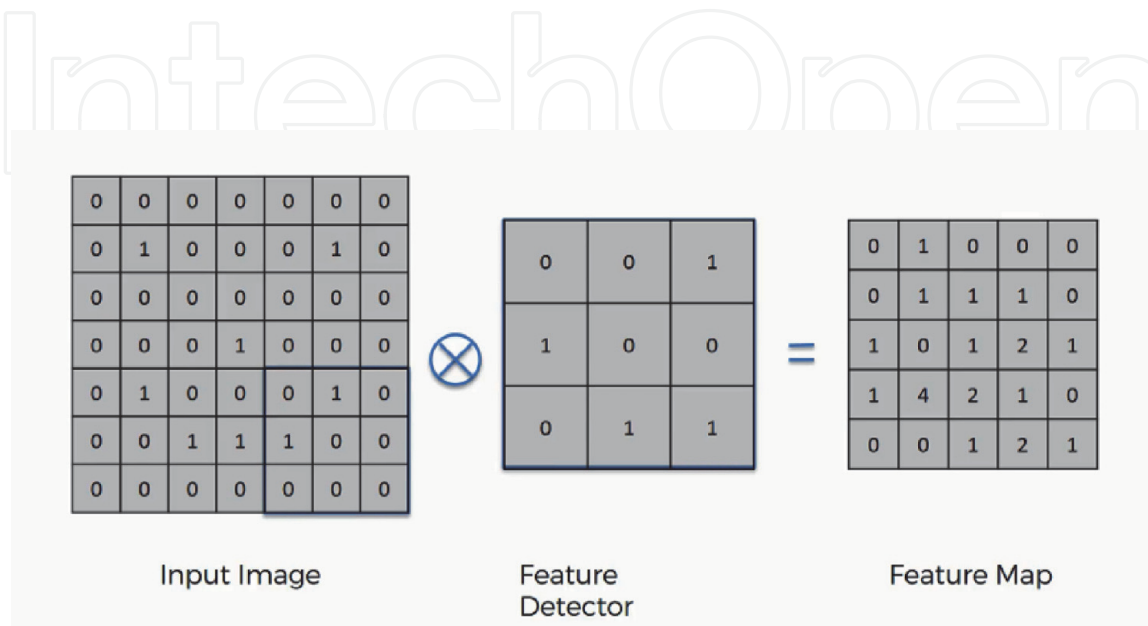 IntechOpen
0 0 0 0 0 0 0
0 1 0 0 0 1 0
0 0 0 0 0 0 0
0 0 0 1 0 0 0
0 1 0 0 0 1 0
0 0 1 1 1 0 0
0 0 0 0 0 0 0
0 0 1
1 0 0
0 1 1
=
0 1 0 0 0
0 1 1 1 0
1 0 1 2 1
1 4 2 1 0
0 0 1 2 1
Input Image
Feature
Detector
Feature Map